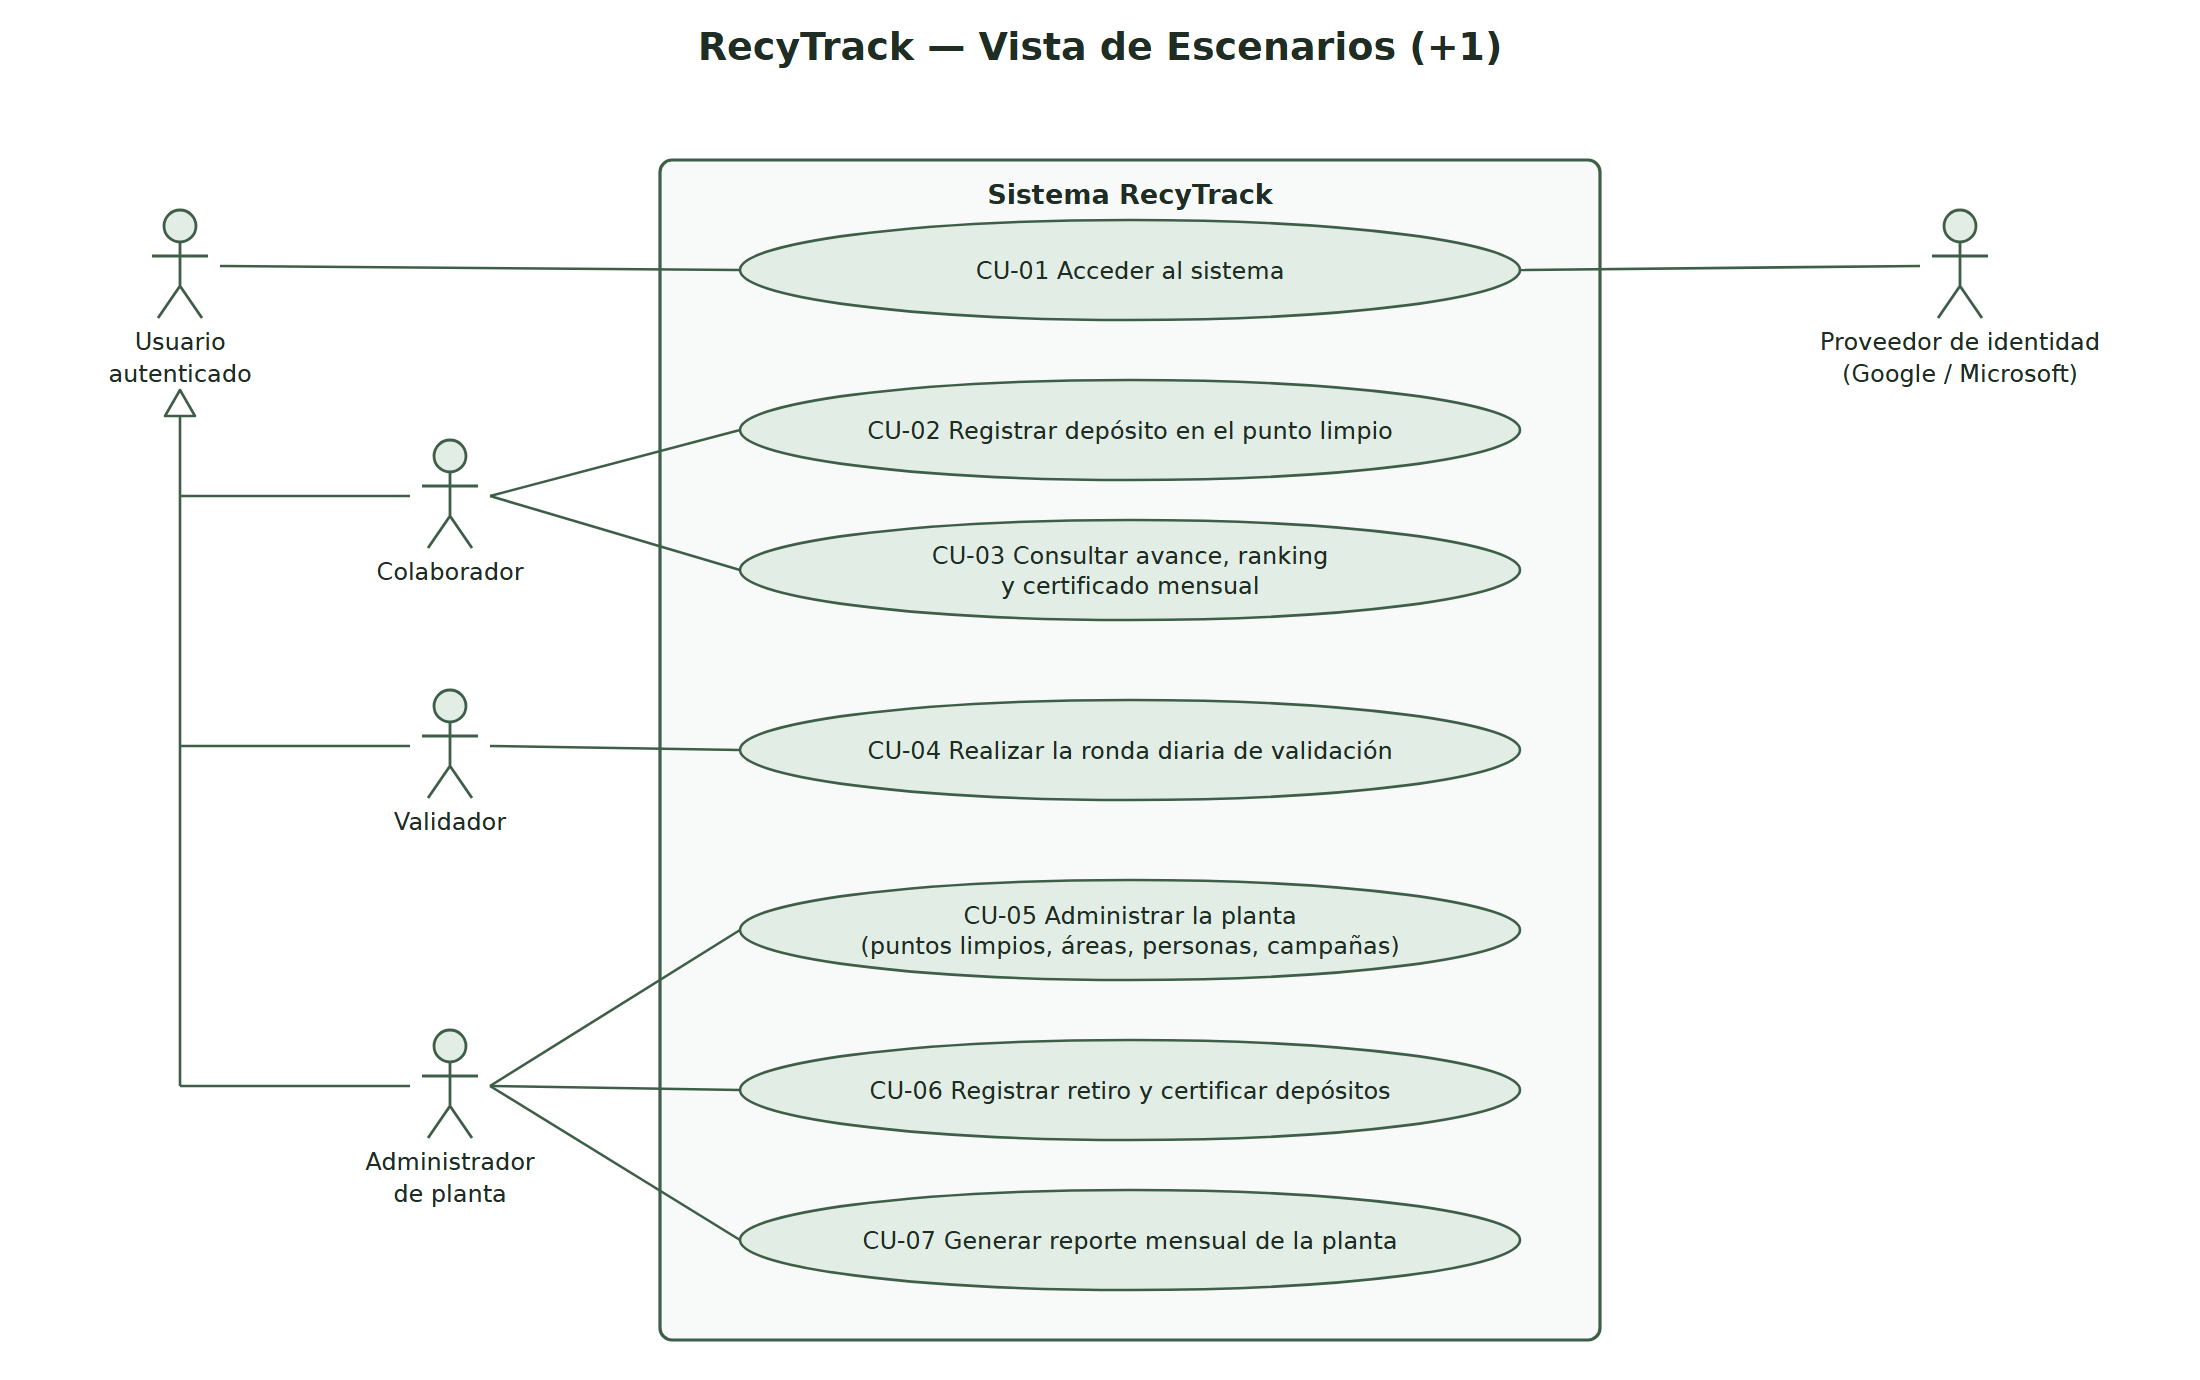 RecyTrack — Vista de Escenarios (+1)
Sistema RecyTrack
CU-01 Acceder al sistema
Usuario
autenticado
Proveedor de identidad
(Google / Microsoft)
CU-02 Registrar depósito en el punto limpio
Colaborador
CU-03 Consultar avance, ranking
y certificado mensual
CU-04 Realizar la ronda diaria de validación
Validador
CU-05 Administrar la planta
(puntos limpios, áreas, personas, campañas)
CU-06 Registrar retiro y certificar depósitos
Administrador
de planta
CU-07 Generar reporte mensual de la planta